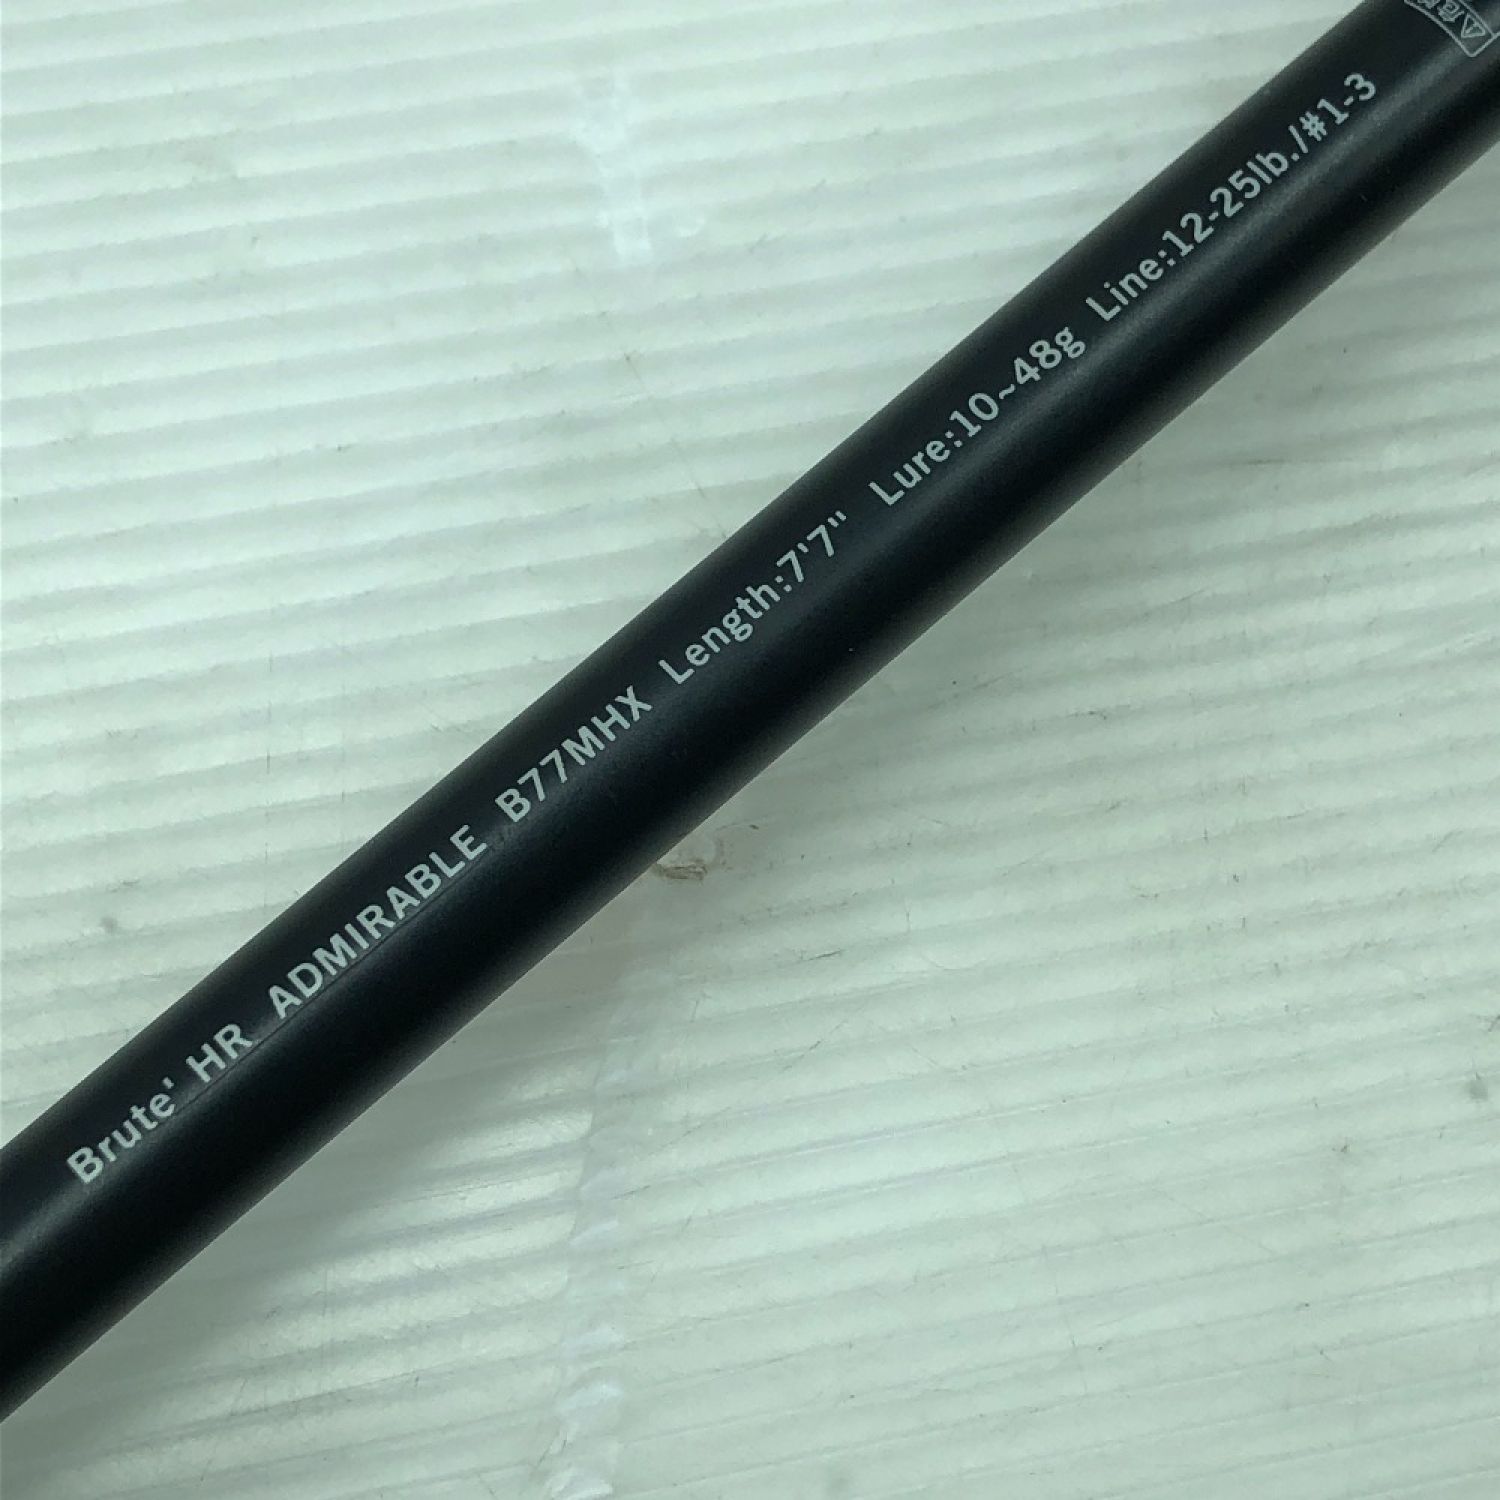 Brute' HR ADMIRABLE B77MHX Length:7'7" Lure:10~48g Line:12-25lb./#1-3